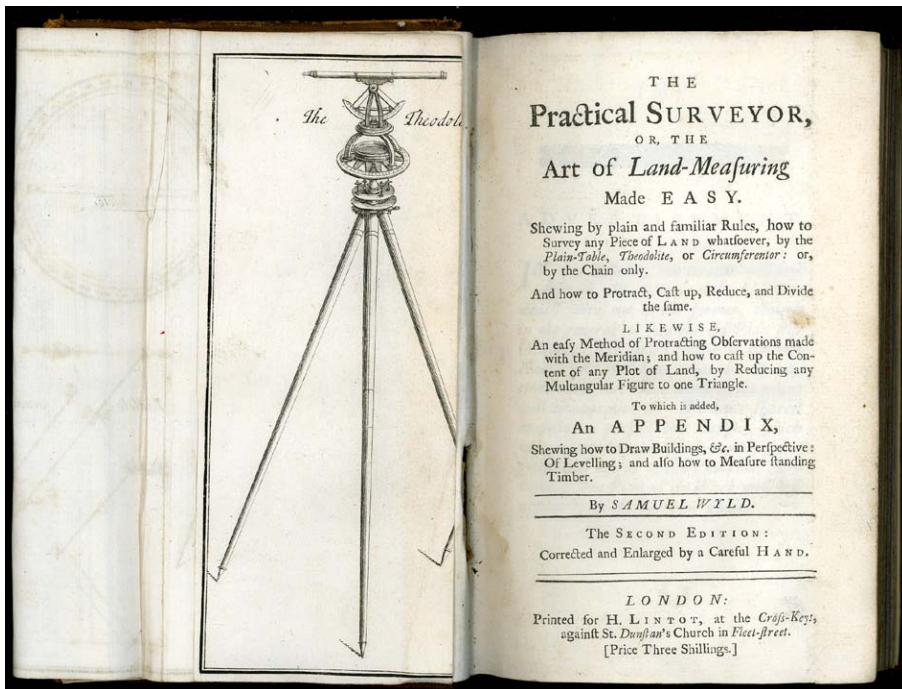 The Theodol
THE
Practical SURVEYOR,
OR, THE
Art of Land-Meaſuring
Made EASY.
Shewing by plain and familiar Rules, how to
Survey any Piece of LAND whatſoever, by the
Plain-Table, Theodolite, or Circumferentor: or,
by the Chain only.
And how to Protract, Caſt up, Reduce, and Divide
the ſame.
LIKEWISE,
An eaſy Method of Protracting Obſervations made
with the Meridian; and how to caſt up the Con-
tent of any Plot of Land, by Reducing any
Multangular Figure to one Triangle.
To which is added,
An APPENDIX,
Shewing how to Draw Buildings, &c. in Perſpective:
Of Levelling; and alſo how to Meaſure ſtanding
Timber.
By SAMUEL WYLD.
The SECOND EDITION:
Corrected and Enlarged by a Careful HAND.
LONDON:
Printed for H. LINTOT, at the Croſs-Keys,
againſt St. Dunſtan's Church in Fleet-ſtreet.
[Price Three Shillings.]